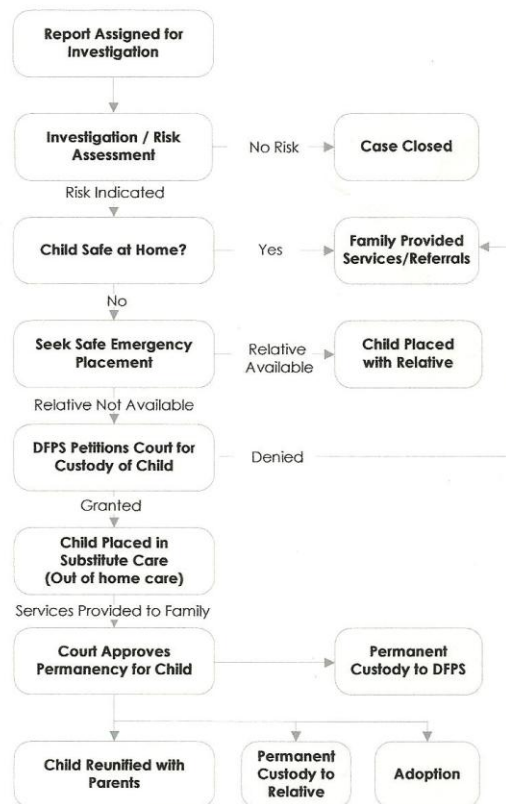 Report Assigned for
Investigation
Investigation / Risk
Assessment
No Risk
Case Closed
Risk Indicated
Child Safe at Home?
Yes
Family Provided
Services/Referrals
No
Seek Safe Emergency
Placement
Relative
Available
Child Placed
with Relative
Relative Not Available
DFPS Petitions Court for
Custody of Child
Denied
Granted
Child Placed in
Substitute Care
(Out of home care)
Services Provided to Family
Court Approves
Permanency for Child
Permanent
Custody to DFPS
Child Reunified with
Parents
Permanent
Custody to
Relative
Adoption